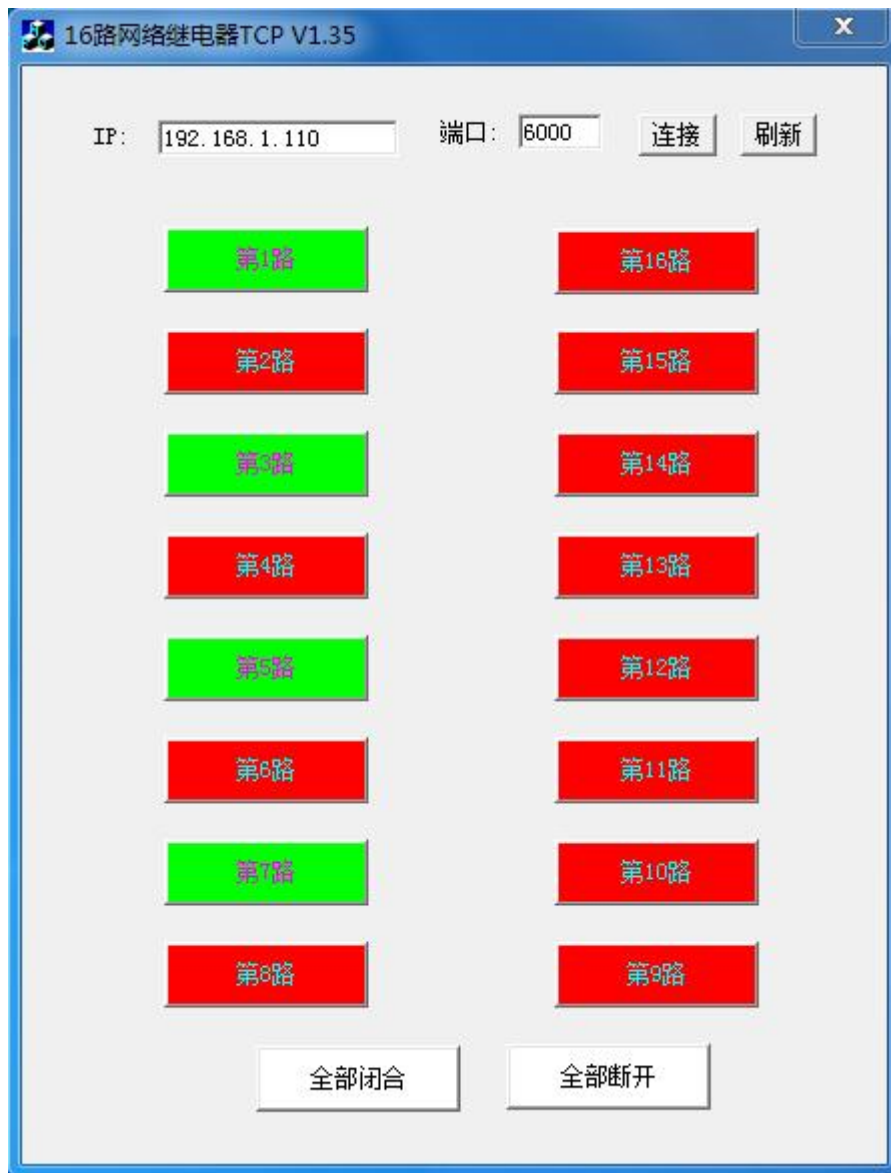 16路网络继电器TCP V1.35
IP: 192.168.1.110 端口: 6000 连接 刷新
第1路 第16路
第2路 第15路
第3路 第14路
第4路 第13路
第5路 第12路
第6路 第11路
第7路 第10路
第8路 第9路
全部闭合 全部断开